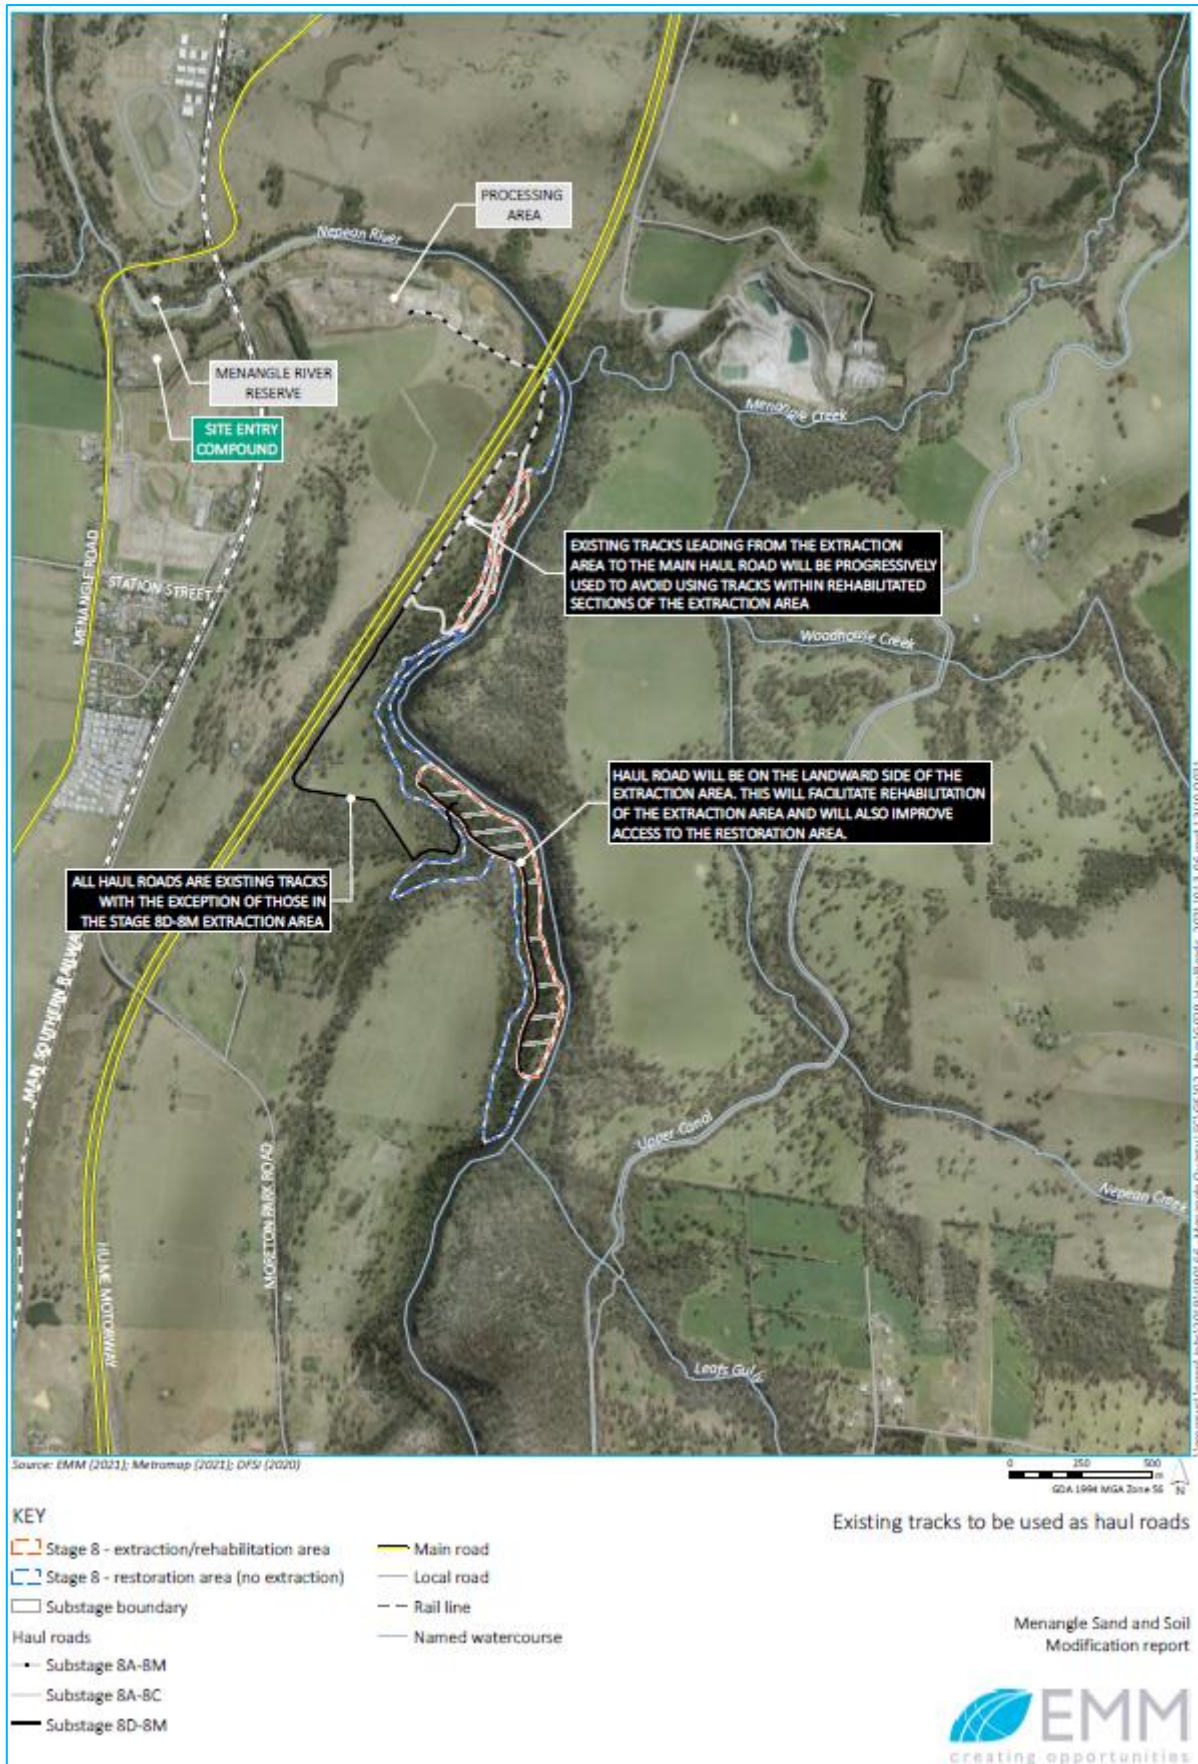 PROCESSING
AREA
Nepean River
MENANGLE RIVER
RESERVE
SITE ENTRY
COMPOUND
Menangle Creek
MENANGLE ROAD
STATION STREET
EXISTING TRACKS LEADING FROM THE EXTRACTION
AREA TO THE MAIN HAUL ROAD WILL BE PROGRESSIVELY
USED TO AVOID USING TRACKS WITHIN REHABILITATED
SECTIONS OF THE EXTRACTION AREA
Woodhouse Creek
HAUL ROAD WILL BE ON THE LANDWARD SIDE OF THE
EXTRACTION AREA. THIS WILL FACILITATE REHABILITATION
OF THE EXTRACTION AREA AND WILL ALSO IMPROVE
ACCESS TO THE RESTORATION AREA.
ALL HAUL ROADS ARE EXISTING TRACKS
WITH THE EXCEPTION OF THOSE IN
THE STAGE 8D-8M EXTRACTION AREA
MAIN SOUTHERN RAILWA
Upper Canal
MORETON PARK ROAD
Nepean Creek
HUME MOTORWAY
Leafs Gully
Source: EMM (2021); Metromap (2021); DFSI (2020)
0 250 500
m
GDA 1994 MGA Zone 56
N
KEY
Stage 8 - extraction/rehabilitation area
Stage 8 - restoration area (no extraction)
Substage boundary
Haul roads
Substage 8A-8M
Substage 8A-8C
Substage 8D-8M
Main road
Local road
Rail line
Named watercourse
Existing tracks to be used as haul roads
Menangle Sand and Soil
Modification report
EMM
creating opportunities